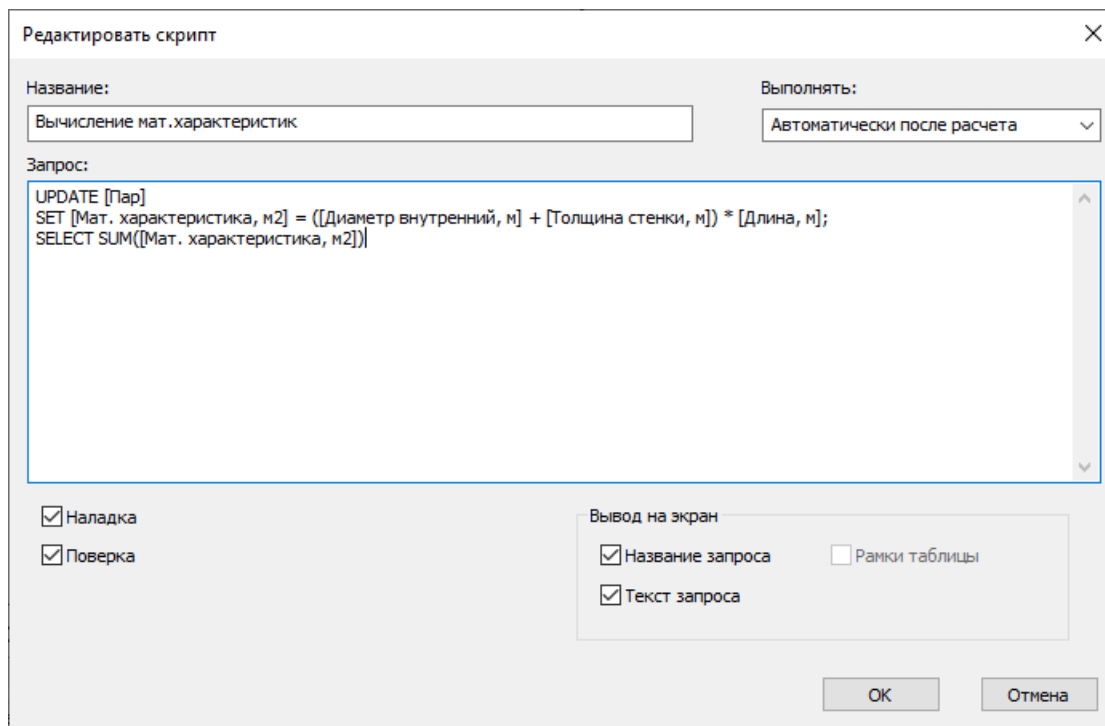 Редактировать скрипт
Название:
Выполнять:
Вычисление мат.характеристик
Автоматически после расчета
Запрос:
UPDATE [Пар]
SET [Мат. характеристика, м2] = ([Диаметр внутренний, м] + [Толщина стенки, м]) * [Длина, м];
SELECT SUM([Мат. характеристика, м2])
Наладка
Поверка
Вывод на экран
Название запроса
Рамки таблицы
Текст запроса
ОК
Отмена